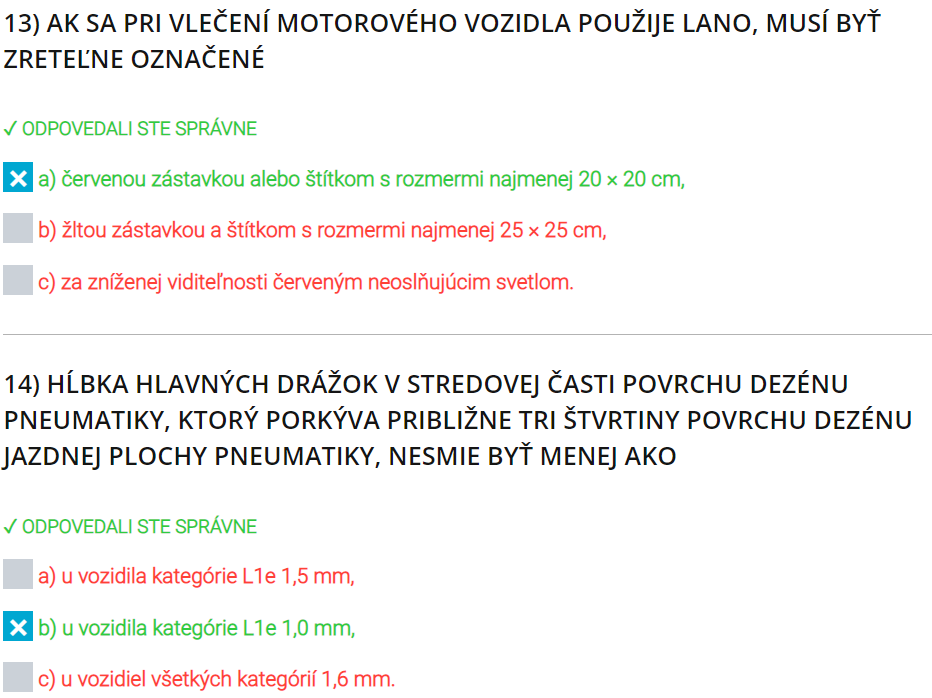 13) AK SA PRI VLEČENÍ MOTOROVÉHO VOZIDLA POUŽIJE LANO, MUSÍ BYŤ
ZRETEĽNE OZNAČENÉ
✓ ODPOVEDALI STE SPRÁVNE
a) červenou zástavkou alebo štítkom s rozmermi najmenej 20 × 20 cm,
b) žltou zástavkou a štítkom s rozmermi najmenej 25 × 25 cm,
c) za zníženej viditeľnosti červeným neoslňujúcim svetlom.
14) HĹBKA HLAVNÝCH DRÁŽOK V STREDOVEJ ČASTI POVRCHU DEZÉNU
PNEUMATIKY, KTORÝ PORKÝVA PRIBLIŽNE TRI ŠTVRTINY POVRCHU DEZÉNU
JAZDNEJ PLOCHY PNEUMATIKY, NESMIE BYŤ MENEJ AKO
✓ ODPOVEDALI STE SPRÁVNE
a) u vozidila kategórie L1e 1,5 mm,
b) u vozidila kategórie L1e 1,0 mm,
c) u vozidiel všetkých kategórií 1,6 mm.